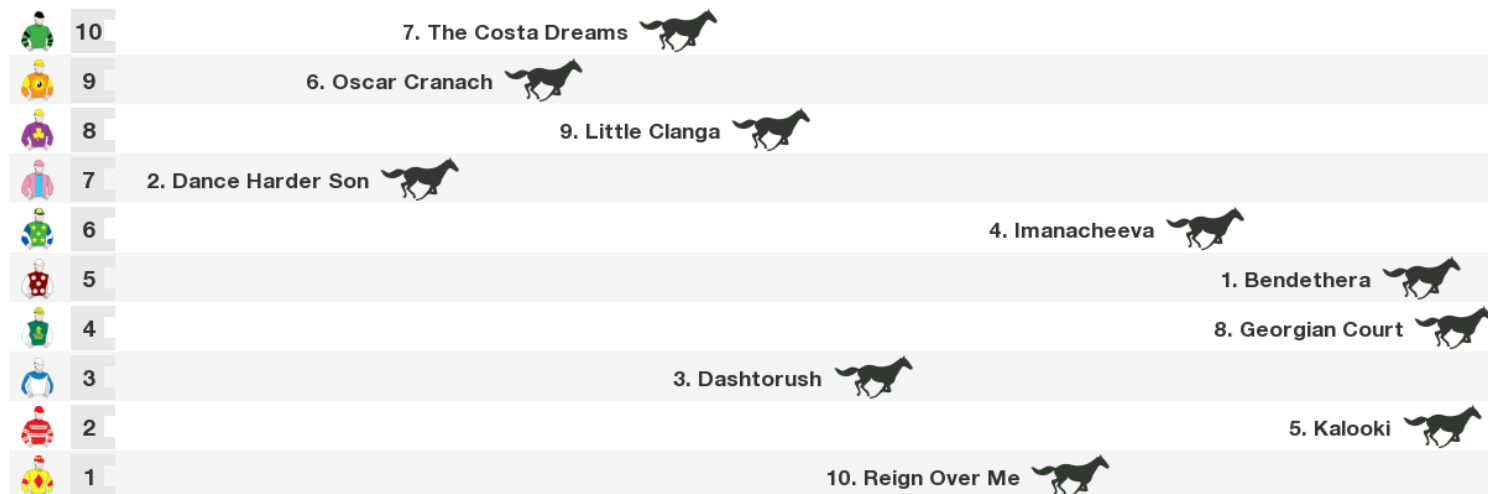 10 7. The Costa Dreams
9 6. Oscar Cranach
8 9. Little Clanga
7 2. Dance Harder Son
6 4. Imanacheeva
5 1. Bendethera
4 8. Georgian Court
3 3. Dashtorush
2 5. Kalooki
1 10. Reign Over Me